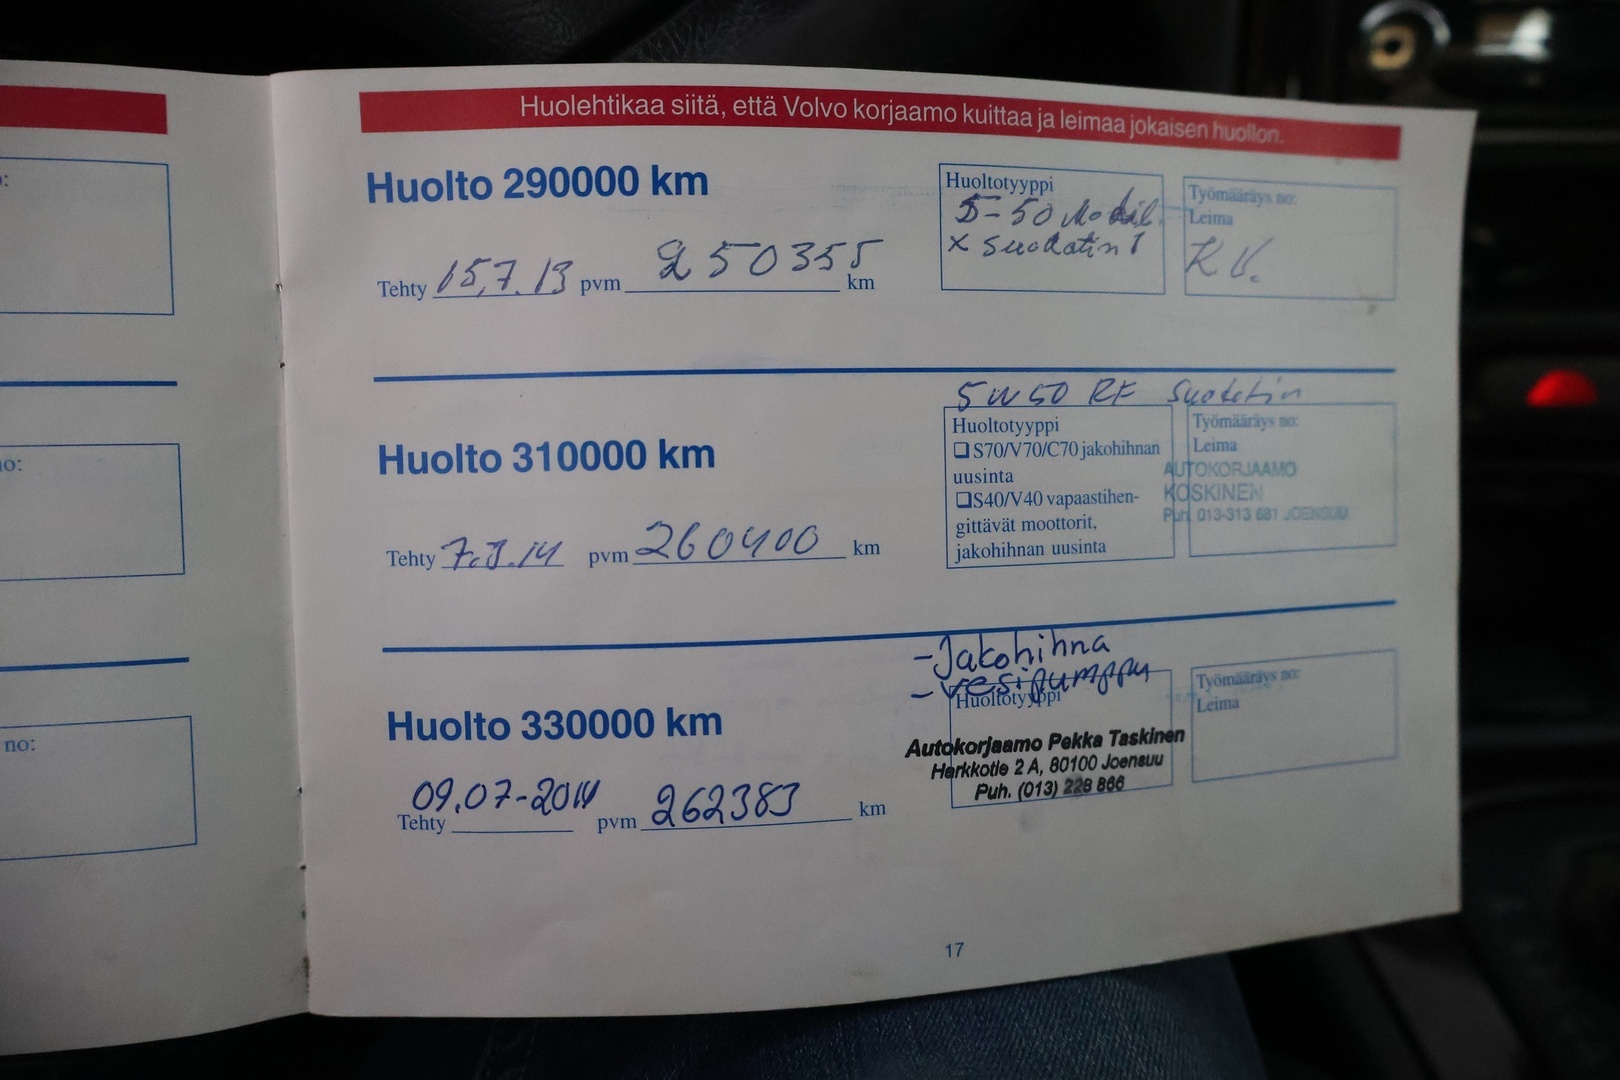 Huolehtikaa siitä, että Volvo korjaamo kuittaa ja leimaa jokaisen huollon.
Huolto 290000 km
Tehty 15,7.13 pvm 250355 km
Huoltotyyppi
5-50 Mobil
x suodatin
Työmääräys no:
Leima
K V.
5W50 RF Suodatin
Huolto 310000 km
Tehty pvm 260400 km
Huoltotyyppi
❑ S70/V70/C70 jakohihnan
uusinta
❑S40/V40 vapaastihen-
gittävät moottorit,
jakohihnan uusinta
Työmääräys no:
Leima
AUTOKORJAAMO
KOSKINEN
Puh. 013-313 681 JOENSUU
-Jakohihna
-vesipumppu
Huolto 330000 km
Tehty 09.07-2014 pvm 262383 km
Huoltotyyppi
Autokorjaamo Pekka Taskinen
Harkkotie 2 A, 80100 Joensuu
Puh. (013) 228 866
Työmääräys no:
Leima
17
no:
no: